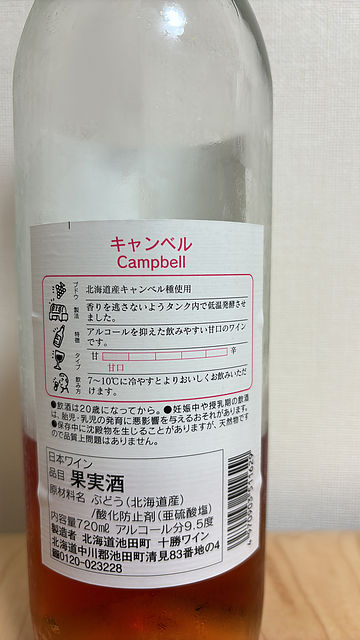 キャンベル
Campbell
ブドウ 北海道産キャンベル種使用
製法 香りを逃さないようタンク内で低温発酵させ
ました。
特徴 アルコールを抑えた飲みやすい甘口のワイン
です。
タイプ 甘 辛
甘口
飲み方 7〜10℃に冷やすとよりおいしくお飲みいただ
けます。
●飲酒は20歳になってから。●妊娠中や授乳期の飲酒
は、胎児・乳児の発育に悪影響を与えるおそれがあります。
●保存中に沈殿物を生じることがありますが、天然物です
ので品質上問題はありません。
日本ワイン
品目 果実酒
原材料名 ぶどう(北海道産)
/酸化防止剤(亜硫酸塩)
内容量720㎖ アルコール分9.5度
製造者 北海道池田町 十勝ワイン
北海道中川郡池田町清見83番地の4
0120-023228